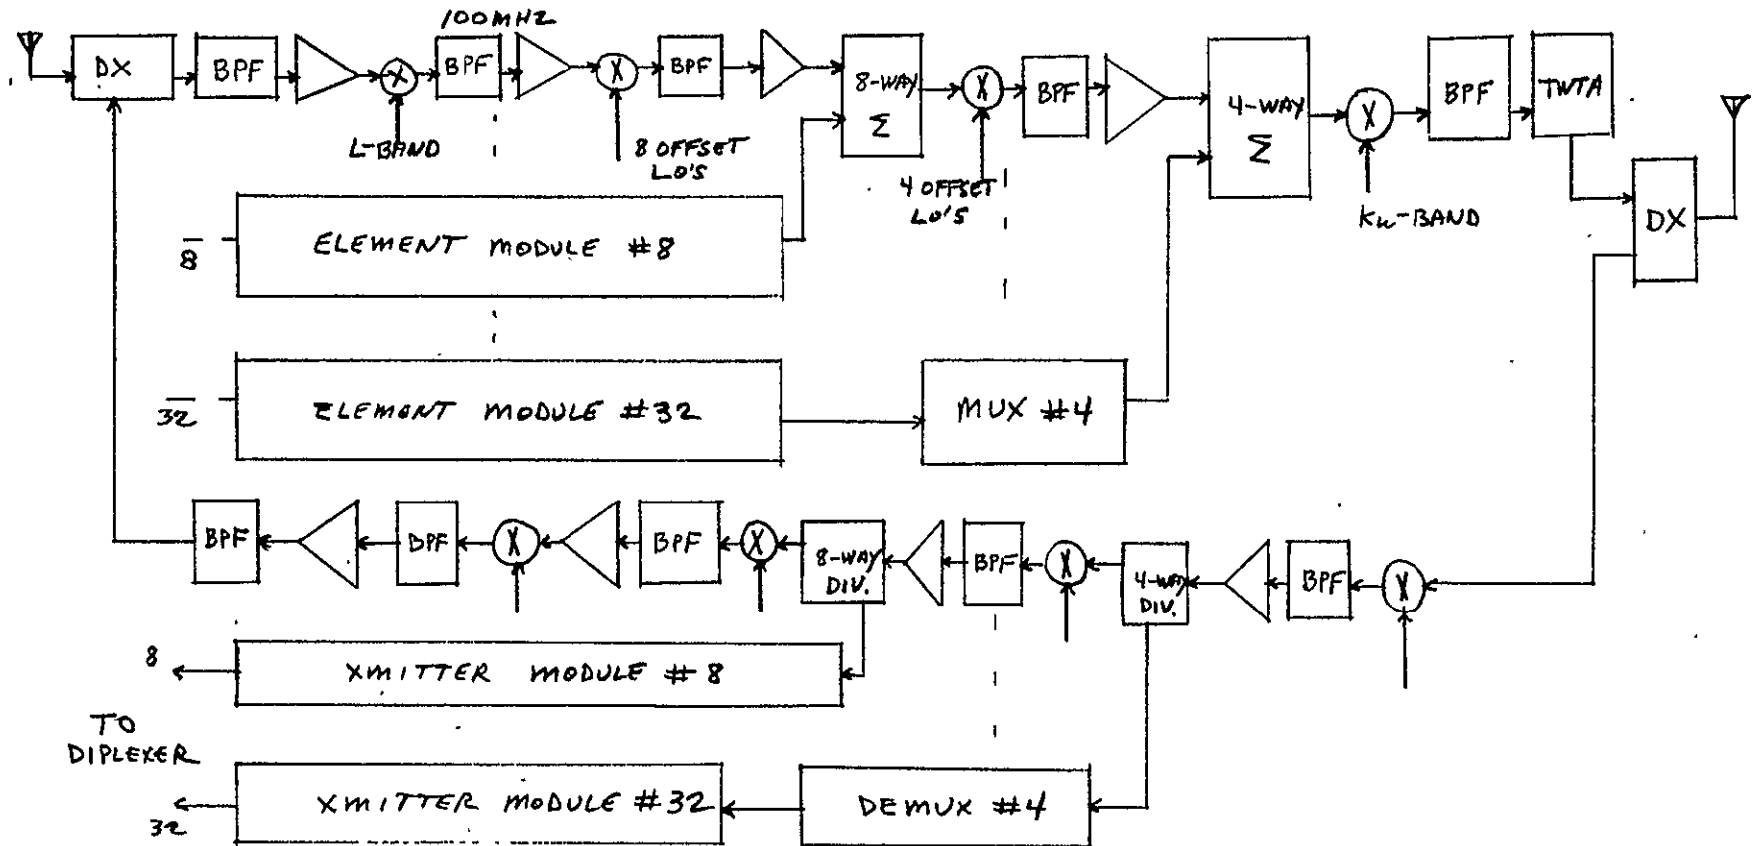 100MHZ
DX
BPF
X
BPF
X
BPF
8-WAY
Σ
X
BPF
4-WAY
Σ
X
BPF
TWTA
L-BAND
8 OFFSET
LO'S
4 OFFSET
LO'S
Ku-BAND
DX
8
ELEMENT MODULE #8
32
ELEMENT MODULE #32
MUX #4
BPF
BPF
X
BPF
X
8-WAY
DIV.
BPF
X
4-WAY
DIV.
BPF
X
8
XMITTER MODULE #8
TO
DIPLEXER
32
XMITTER MODULE #32
DEMUX #4